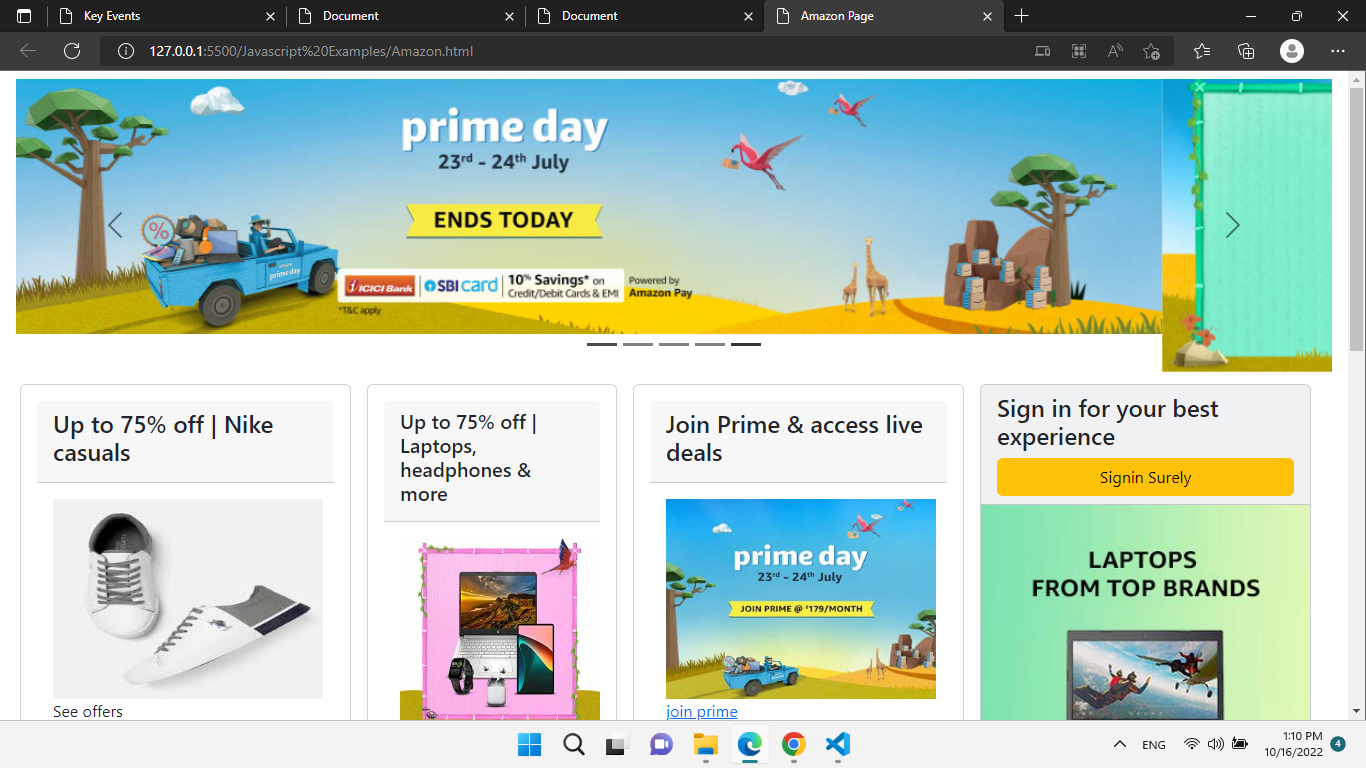 Key Events
Document
Document
Amazon Page
127.0.0.1:5500/Javascript%20Examples/Amazon.html
prime day
23rd - 24th July
ENDS TODAY
%
prime day
ICICI Bank
SBI card
10% Savings* on
Credit/Debit Cards & EMI
Powered by
Amazon Pay
*T&C apply
Up to 75% off | Nike
casuals
See offers
Up to 75% off |
Laptops,
headphones &
more
Join Prime & access live
deals
prime day
23rd - 24th July
JOIN PRIME @ ₹179/MONTH
join prime
Sign in for your best
experience
Signin Surely
LAPTOPS
FROM TOP BRANDS
ENG
1:10 PM
10/16/2022
4